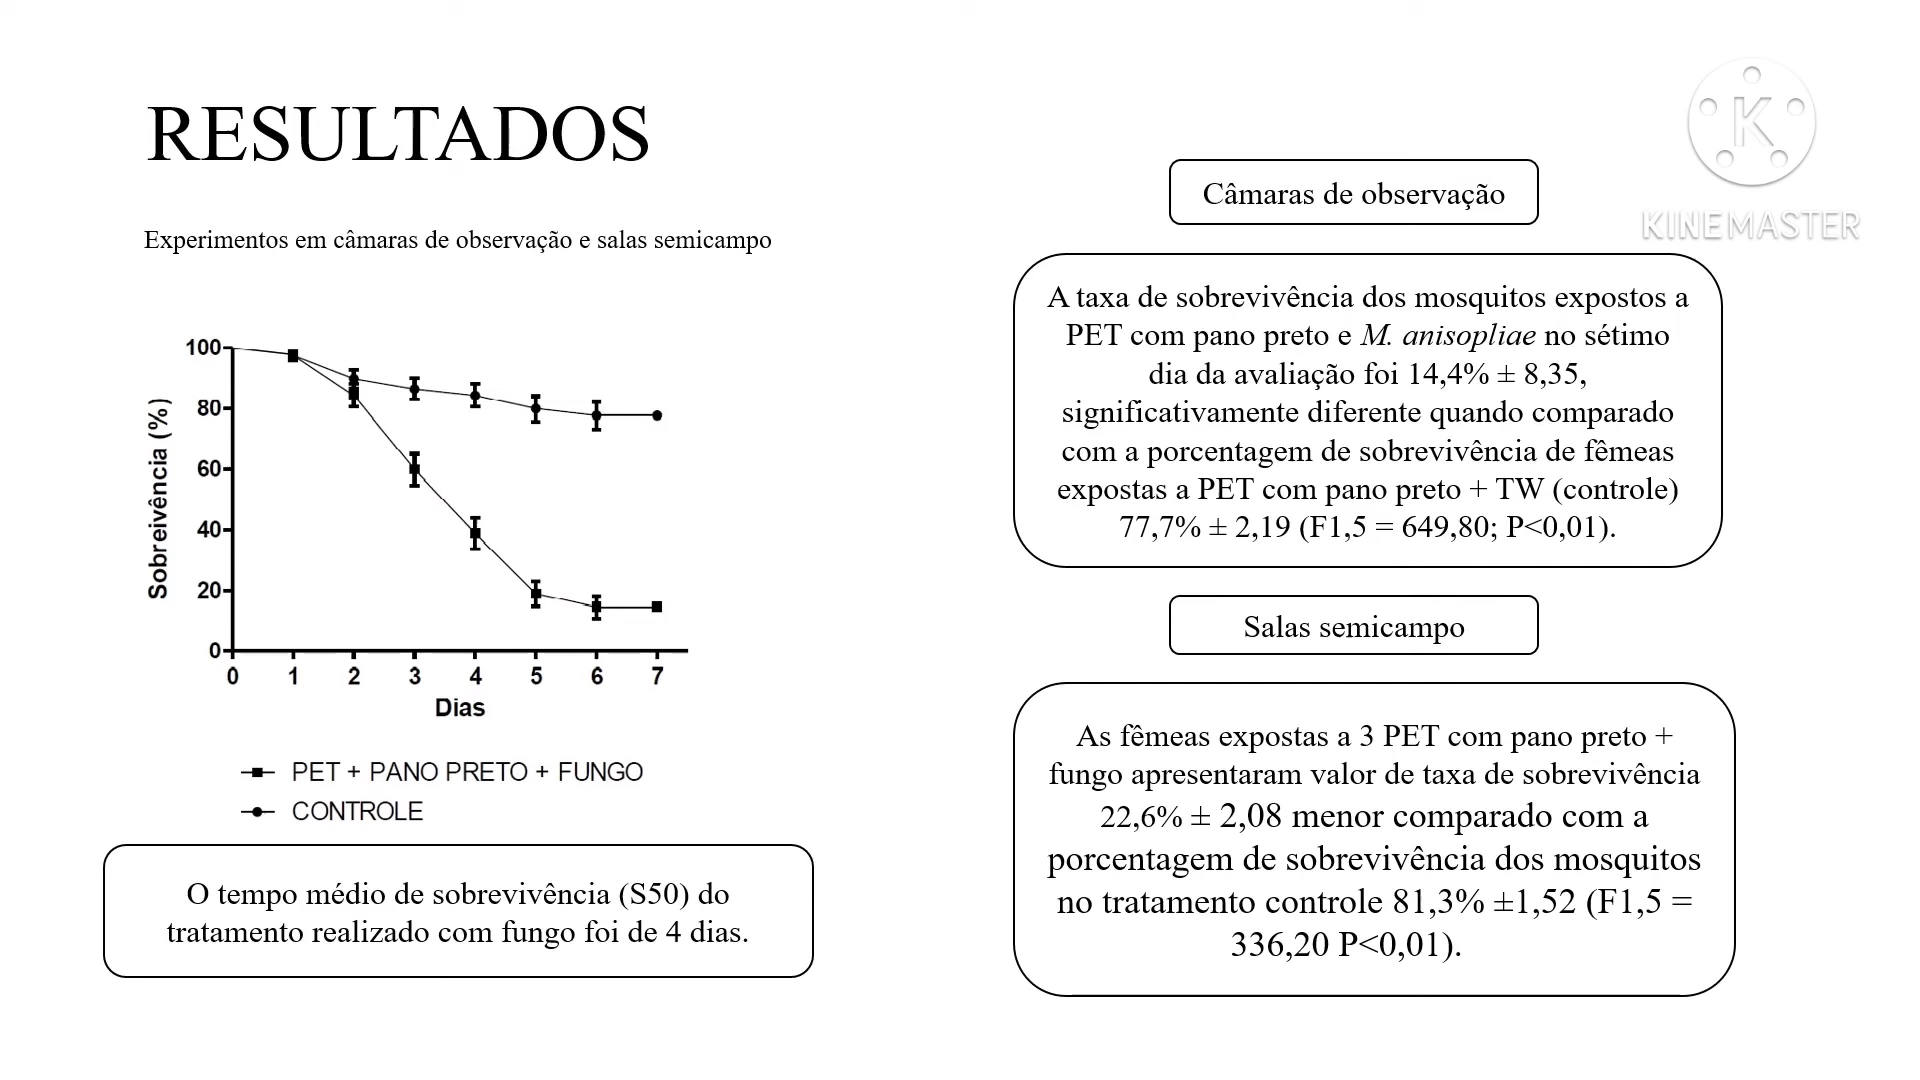 RESULTADOS
Experimentos em câmaras de observação e salas semicampo
Sobreivência (%)
100
80
60
40
20
0
0 1 2 3 4 5 6 7
Dias
PET + PANO PRETO + FUNGO
CONTROLE
O tempo médio de sobrevivência (S50) do
tratamento realizado com fungo foi de 4 dias.
Câmaras de observação
A taxa de sobrevivência dos mosquitos expostos a
PET com pano preto e M. anisopliae no sétimo
dia da avaliação foi 14,4% ± 8,35,
significativamente diferente quando comparado
com a porcentagem de sobrevivência de fêmeas
expostas a PET com pano preto + TW (controle)
77,7% ± 2,19 (F1,5 = 649,80; P<0,01).
Salas semicampo
As fêmeas expostas a 3 PET com pano preto +
fungo apresentaram valor de taxa de sobrevivência
22,6% ± 2,08 menor comparado com a
porcentagem de sobrevivência dos mosquitos
no tratamento controle 81,3% ±1,52 (F1,5 =
336,20 P<0,01).
K
KINEMASTER